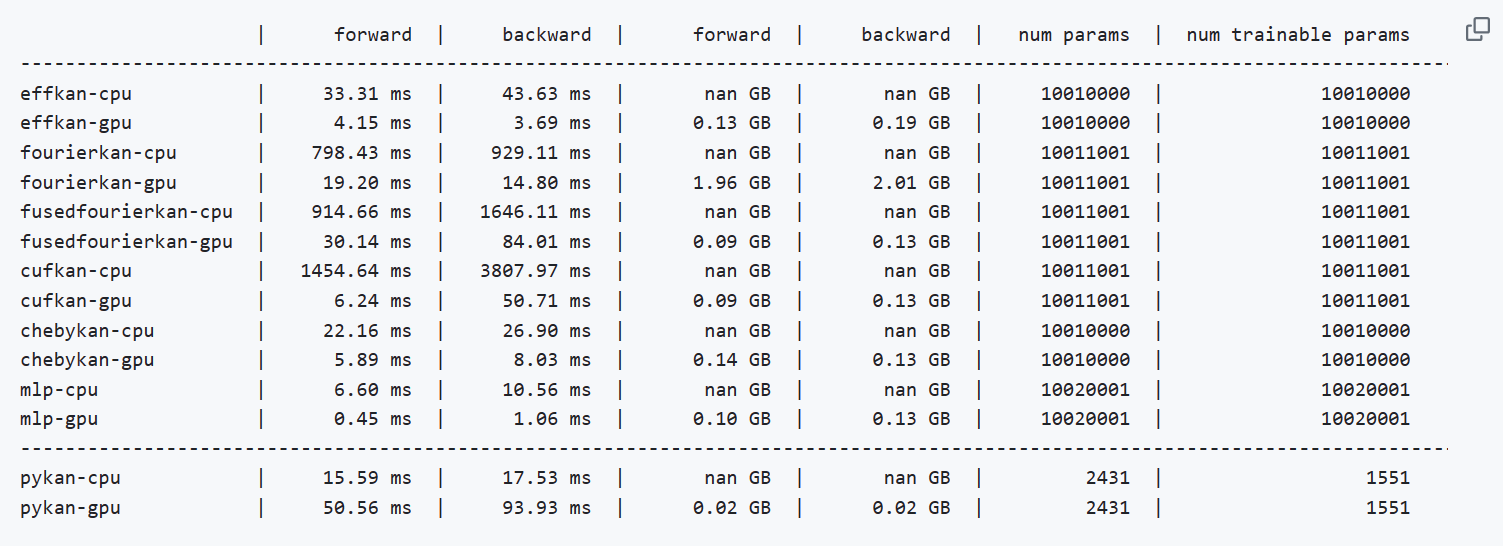 |      forward  |     backward  |      forward  |     backward  |   num params  |  num trainable params
--------------------------------------------------------------------------------------------------------------------------------
effkan-cpu           |     33.31 ms  |     43.63 ms  |       nan GB  |       nan GB  |     10010000  |              10010000
effkan-gpu           |      4.15 ms  |      3.69 ms  |      0.13 GB  |      0.19 GB  |     10010000  |              10010000
fourierkan-cpu       |    798.43 ms  |    929.11 ms  |       nan GB  |       nan GB  |     10011001  |              10011001
fourierkan-gpu       |     19.20 ms  |     14.80 ms  |      1.96 GB  |      2.01 GB  |     10011001  |              10011001
fusedfourierkan-cpu  |    914.66 ms  |   1646.11 ms  |       nan GB  |       nan GB  |     10011001  |              10011001
fusedfourierkan-gpu  |     30.14 ms  |     84.01 ms  |      0.09 GB  |      0.13 GB  |     10011001  |              10011001
cufkan-cpu           |   1454.64 ms  |   3807.97 ms  |       nan GB  |       nan GB  |     10011001  |              10011001
cufkan-gpu           |      6.24 ms  |     50.71 ms  |      0.09 GB  |      0.13 GB  |     10011001  |              10011001
chebykan-cpu         |     22.16 ms  |     26.90 ms  |       nan GB  |       nan GB  |     10010000  |              10010000
chebykan-gpu         |      5.89 ms  |      8.03 ms  |      0.14 GB  |      0.13 GB  |     10010000  |              10010000
mlp-cpu              |      6.60 ms  |     10.56 ms  |       nan GB  |       nan GB  |     10020001  |              10020001
mlp-gpu              |      0.45 ms  |      1.06 ms  |      0.10 GB  |      0.13 GB  |     10020001  |              10020001
--------------------------------------------------------------------------------------------------------------------------------
pykan-cpu            |     15.59 ms  |     17.53 ms  |       nan GB  |       nan GB  |         2431  |                  1551
pykan-gpu            |     50.56 ms  |     93.93 ms  |      0.02 GB  |      0.02 GB  |         2431  |                  1551